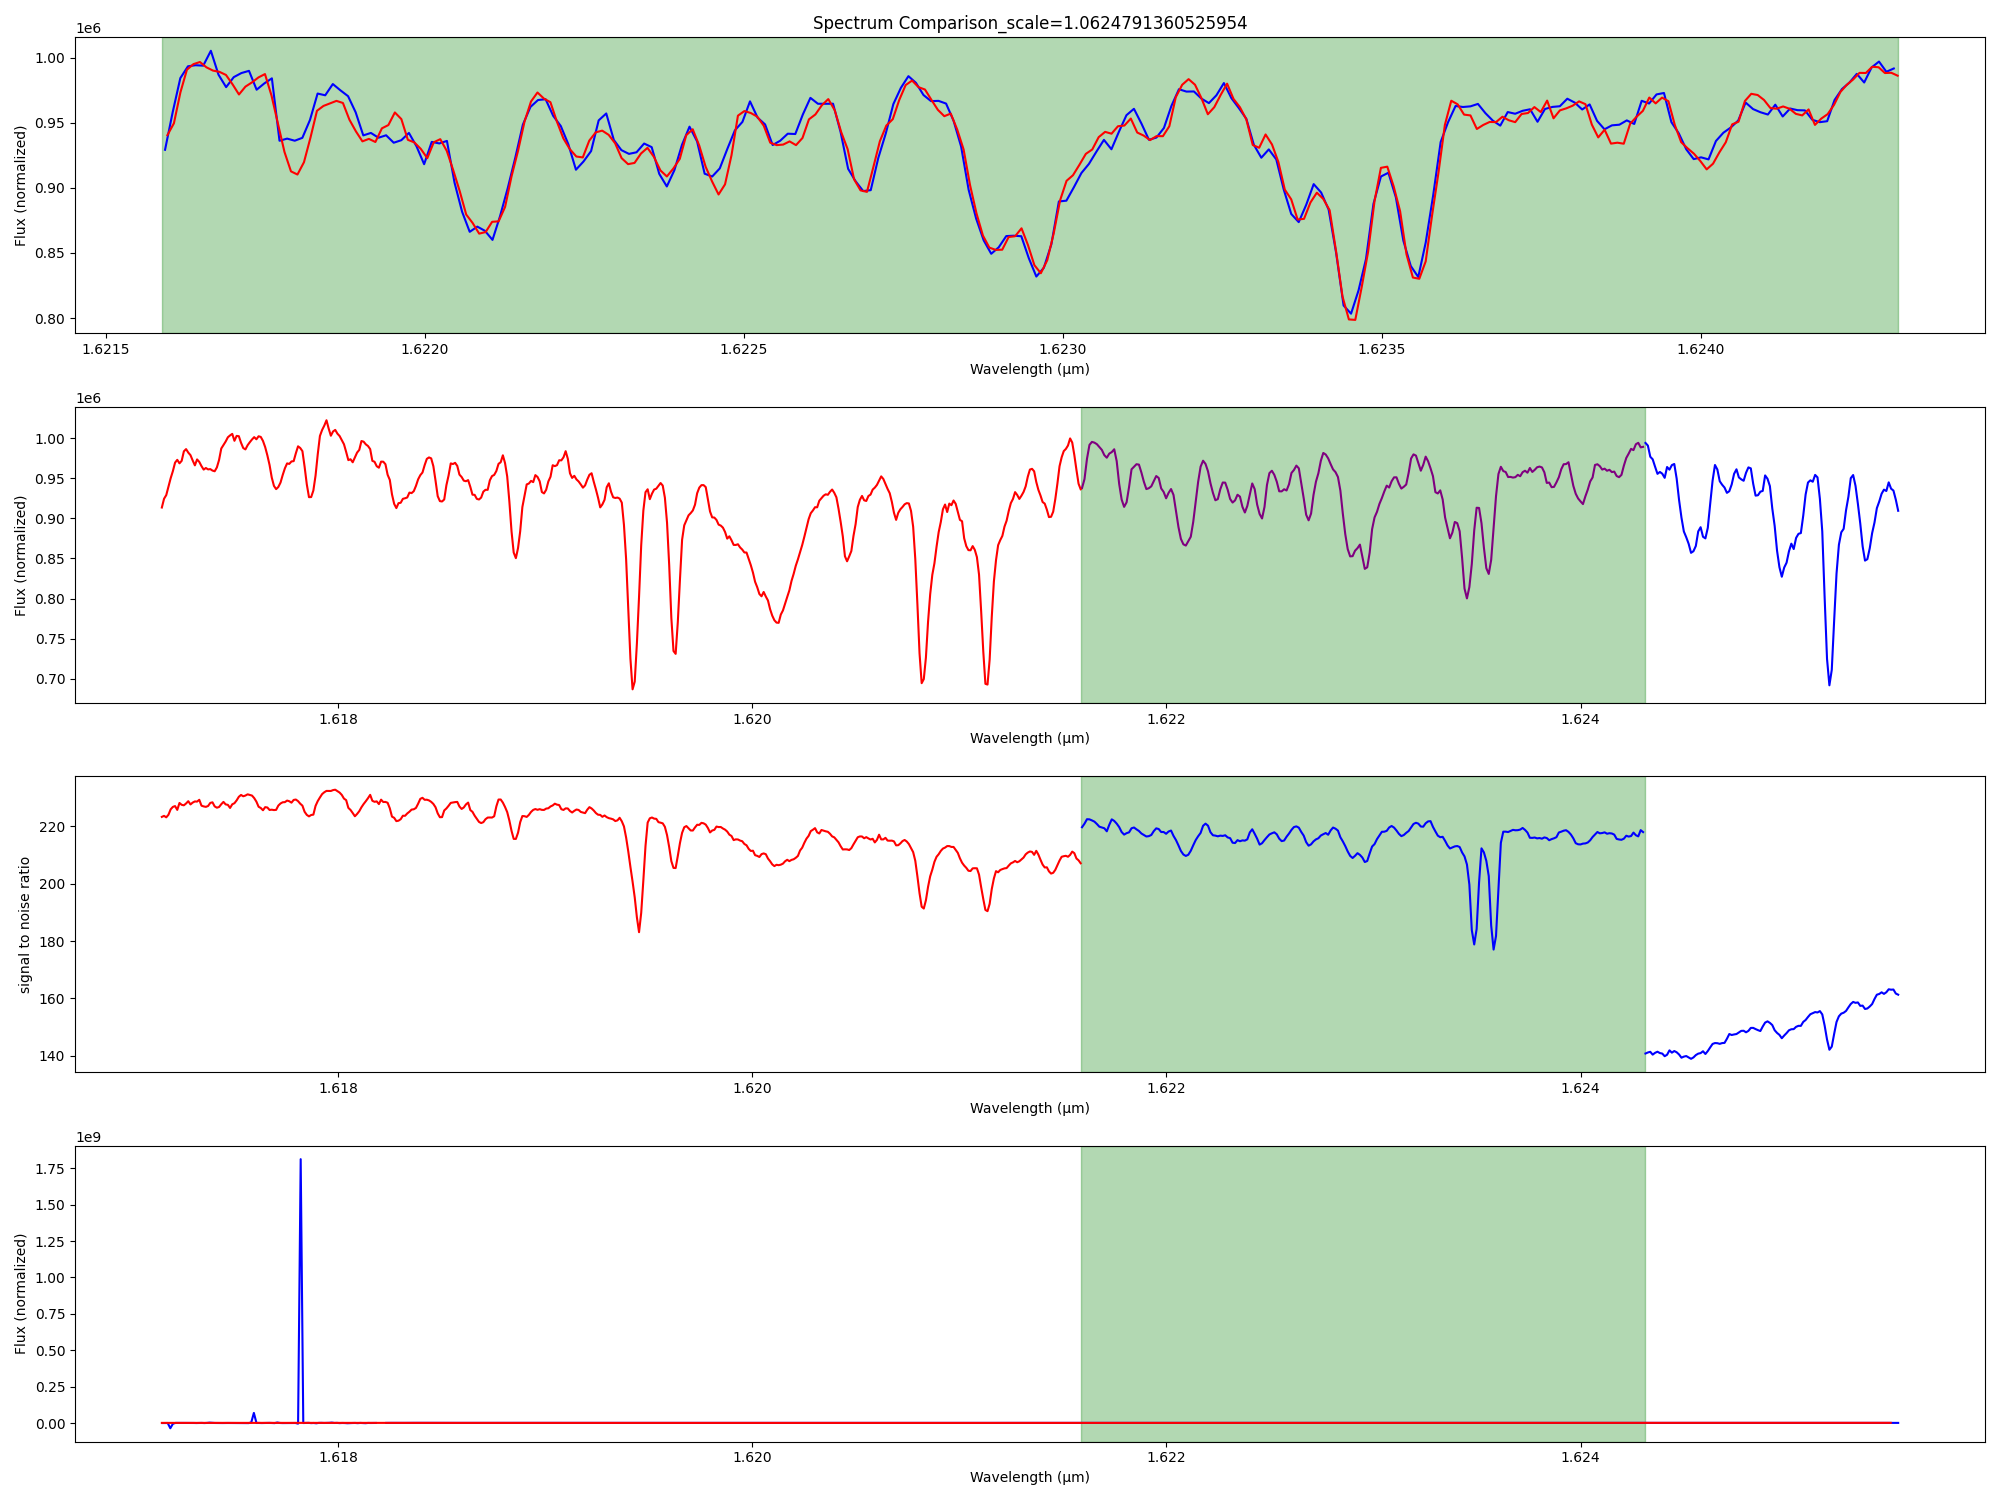 Spectrum Comparison_scale=1.0624791360525954
1e6
1.00
0.95
0.90
0.85
0.80
Flux (normalized)
1.6215 1.6220 1.6225 1.6230 1.6235 1.6240
Wavelength (μm)
1e6
1.00
0.95
0.90
0.85
0.80
0.75
0.70
Flux (normalized)
1.618 1.620 1.622 1.624
Wavelength (μm)
220
200
180
160
140
signal to noise ratio
1.618 1.620 1.622 1.624
Wavelength (μm)
1e9
1.75
1.50
1.25
1.00
0.75
0.50
0.25
0.00
Flux (normalized)
1.618 1.620 1.622 1.624
Wavelength (μm)